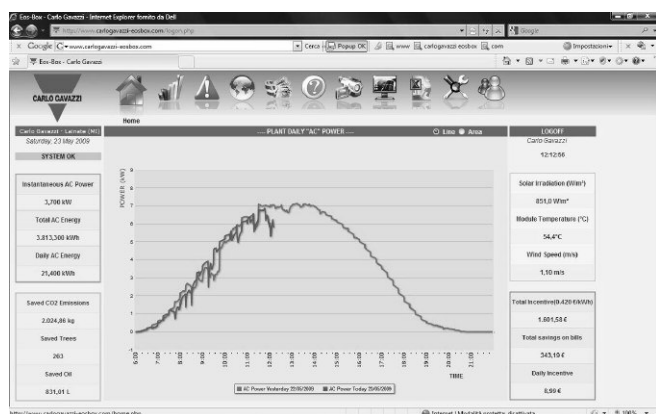 Eos-Box - Carlo Gavazzi - Internet Explorer fornito da Dell
http://www.carlogavazzi-eosbox.com/logon.php
Google
Google
www.carlogavazzi-eosbox.com
Cerca
Popup OK
www
carlogavazzi eosbox
com
Impostazioni
Eos-Box - Carlo Gavazzi
CARLO GAVAZZI
Home
Carlo Gavazzi - Lainate (MI)
---- PLANT DAILY "AC" POWER ----
Line
Area
LOGOFF
Saturday, 23 May 2009
Carlo Gavazzi
SYSTEM OK
12:12:56
Instantaneous AC Power
3,700 kW
Total AC Energy
3.813,300 kWh
Daily AC Energy
21,400 kWh
Saved CO2 Emissions
2.024,86 kg
Saved Trees
203
Saved Oil
831,01 L
POWER (kW)
9
8
7
6
5
4
3
2
1
0
-1
6:00
7:00
8:00
9:00
10:00
11:00
12:00
13:00
14:00
15:00
16:00
17:00
18:00
19:00
20:00
21:00
TIME
AC Power Yesterday 22/05/2009
AC Power Today 23/05/2009
Solar Irradiation (W/m²)
851,0 W/m²
Module Temperature (°C)
54,4°C
Wind Speed (m/s)
1,10 m/s
Total Incentive(0.420 €/kWh)
1.601,58 €
Total savings on bills
343,19 €
Daily Incentive
8,99 €
Internet | Modalità protetta: disattivata
100%